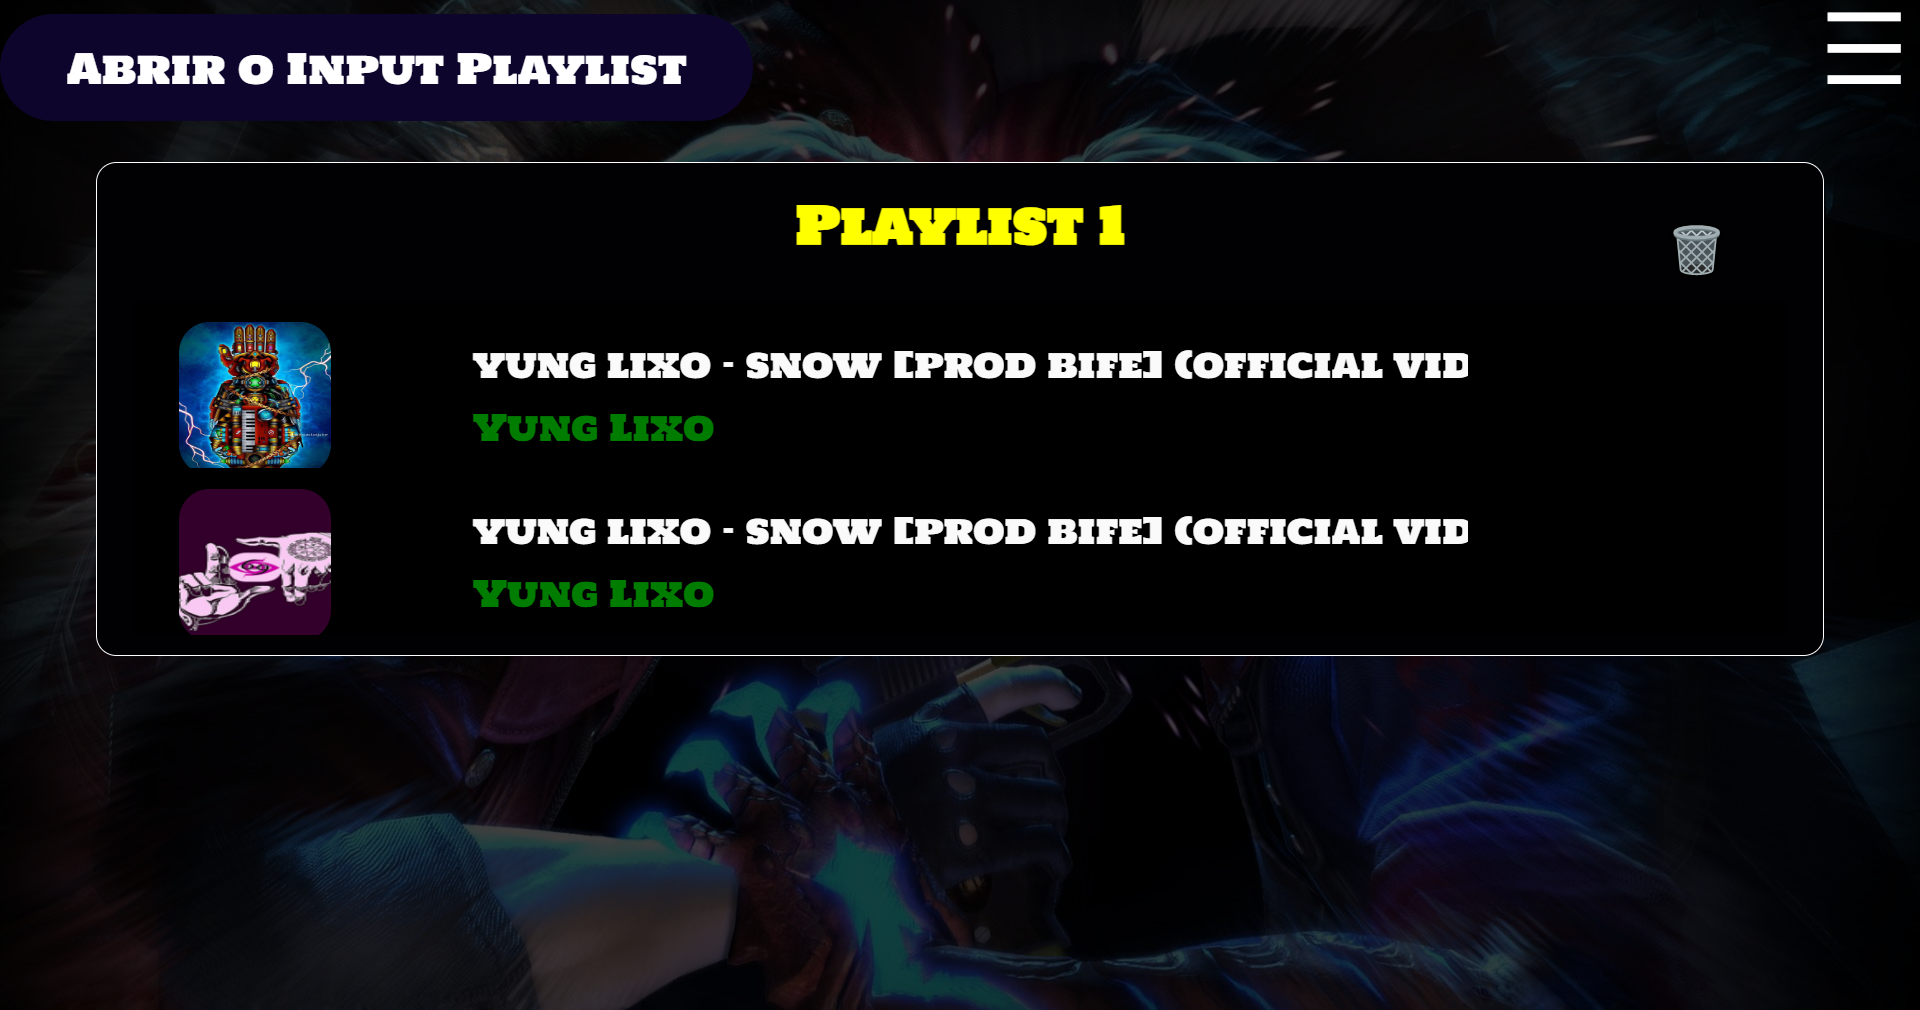 Abrir o Input Playlist
Playlist 1
YUNG LIXO - SNOW [PROD BIFE] (OFFICIAL VID
Yung Lixo
YUNG LIXO - SNOW [PROD BIFE] (OFFICIAL VID
Yung Lixo